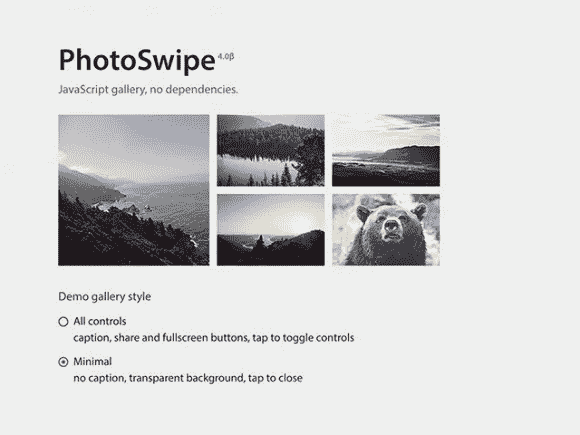 PhotoSwipe 4.0β
JavaScript gallery, no dependencies.
Demo gallery style
All controls
caption, share and fullscreen buttons, tap to toggle controls
Minimal
no caption, transparent background, tap to close